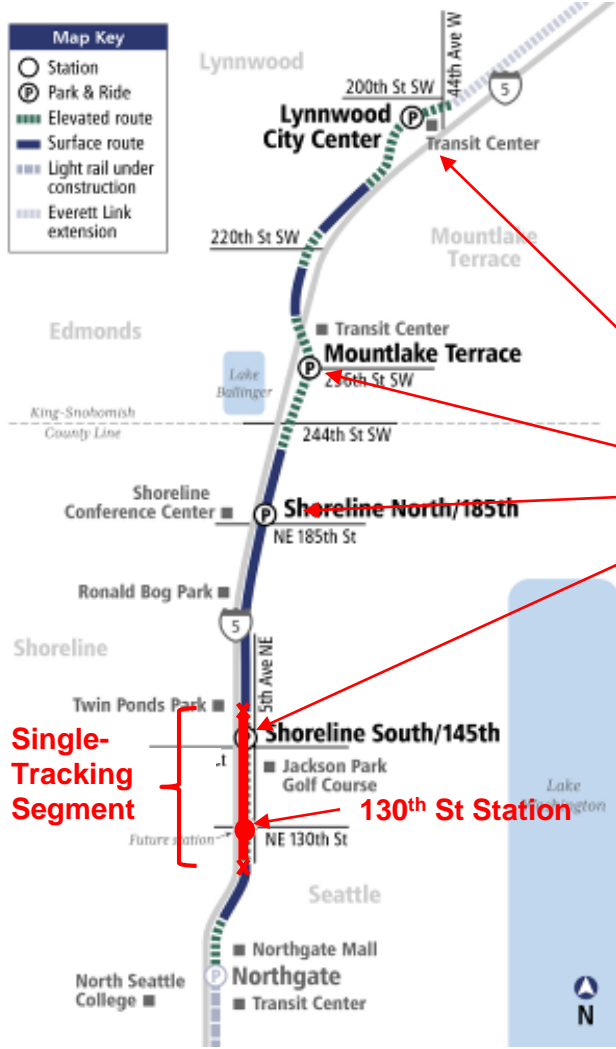 Map Key
Station
P Park & Ride
Elevated route
Surface route
Light rail under
construction
Everett Link
extension
Lynnwood
44th Ave W
200th St SW
5
Lynnwood
City Center
P
Transit Center
220th St SW
Mountlake
Terrace
Edmonds
Transit Center
Mountlake Terrace
P
236th St SW
Lake
Ballinger
King-Snohomish
County Line
244th St SW
Shoreline
Conference Center
P
Shoreline North/185th
NE 185th St
Ronald Bog Park
5
5th Ave NE
Shoreline
Twin Ponds Park
Shoreline South/145th
Single-
Tracking
Segment
Jackson Park
Golf Course
Lake
130th St Station
Future station
NE 130th St
Seattle
Northgate Mall
P Northgate
North Seattle
College
Transit Center
N